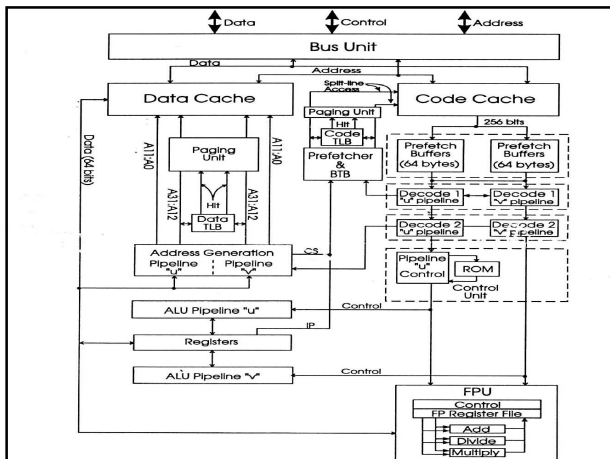 Data
Control
Address
Bus Unit
Data
Address
Split-line
Access
Data Cache
Code Cache
Paging Unit
Hit
Code
TLB
Prefetcher
&
BTB
256 bits
Prefetch
Buffers
(64 bytes)
Prefetch
Buffers
(64 bytes)
Data (64 bits)
A11:A0
A31:A12
Paging
Unit
Hit
Data
TLB
A31:A12
A11:A0
Decode 1
"u" pipeline
Decode 1
"v" pipeline
Decode 2
"u" pipeline
Decode 2
"v" pipeline
CS
Address Generation
Pipeline
"u"
Pipeline
"v"
Pipeline
"u"
Control
ROM
Control
Unit
ALU Pipeline "u"
Control
IP
Registers
ALU Pipeline "v"
Control
FPU
Control
FP Register File
Add
Divide
Multiply